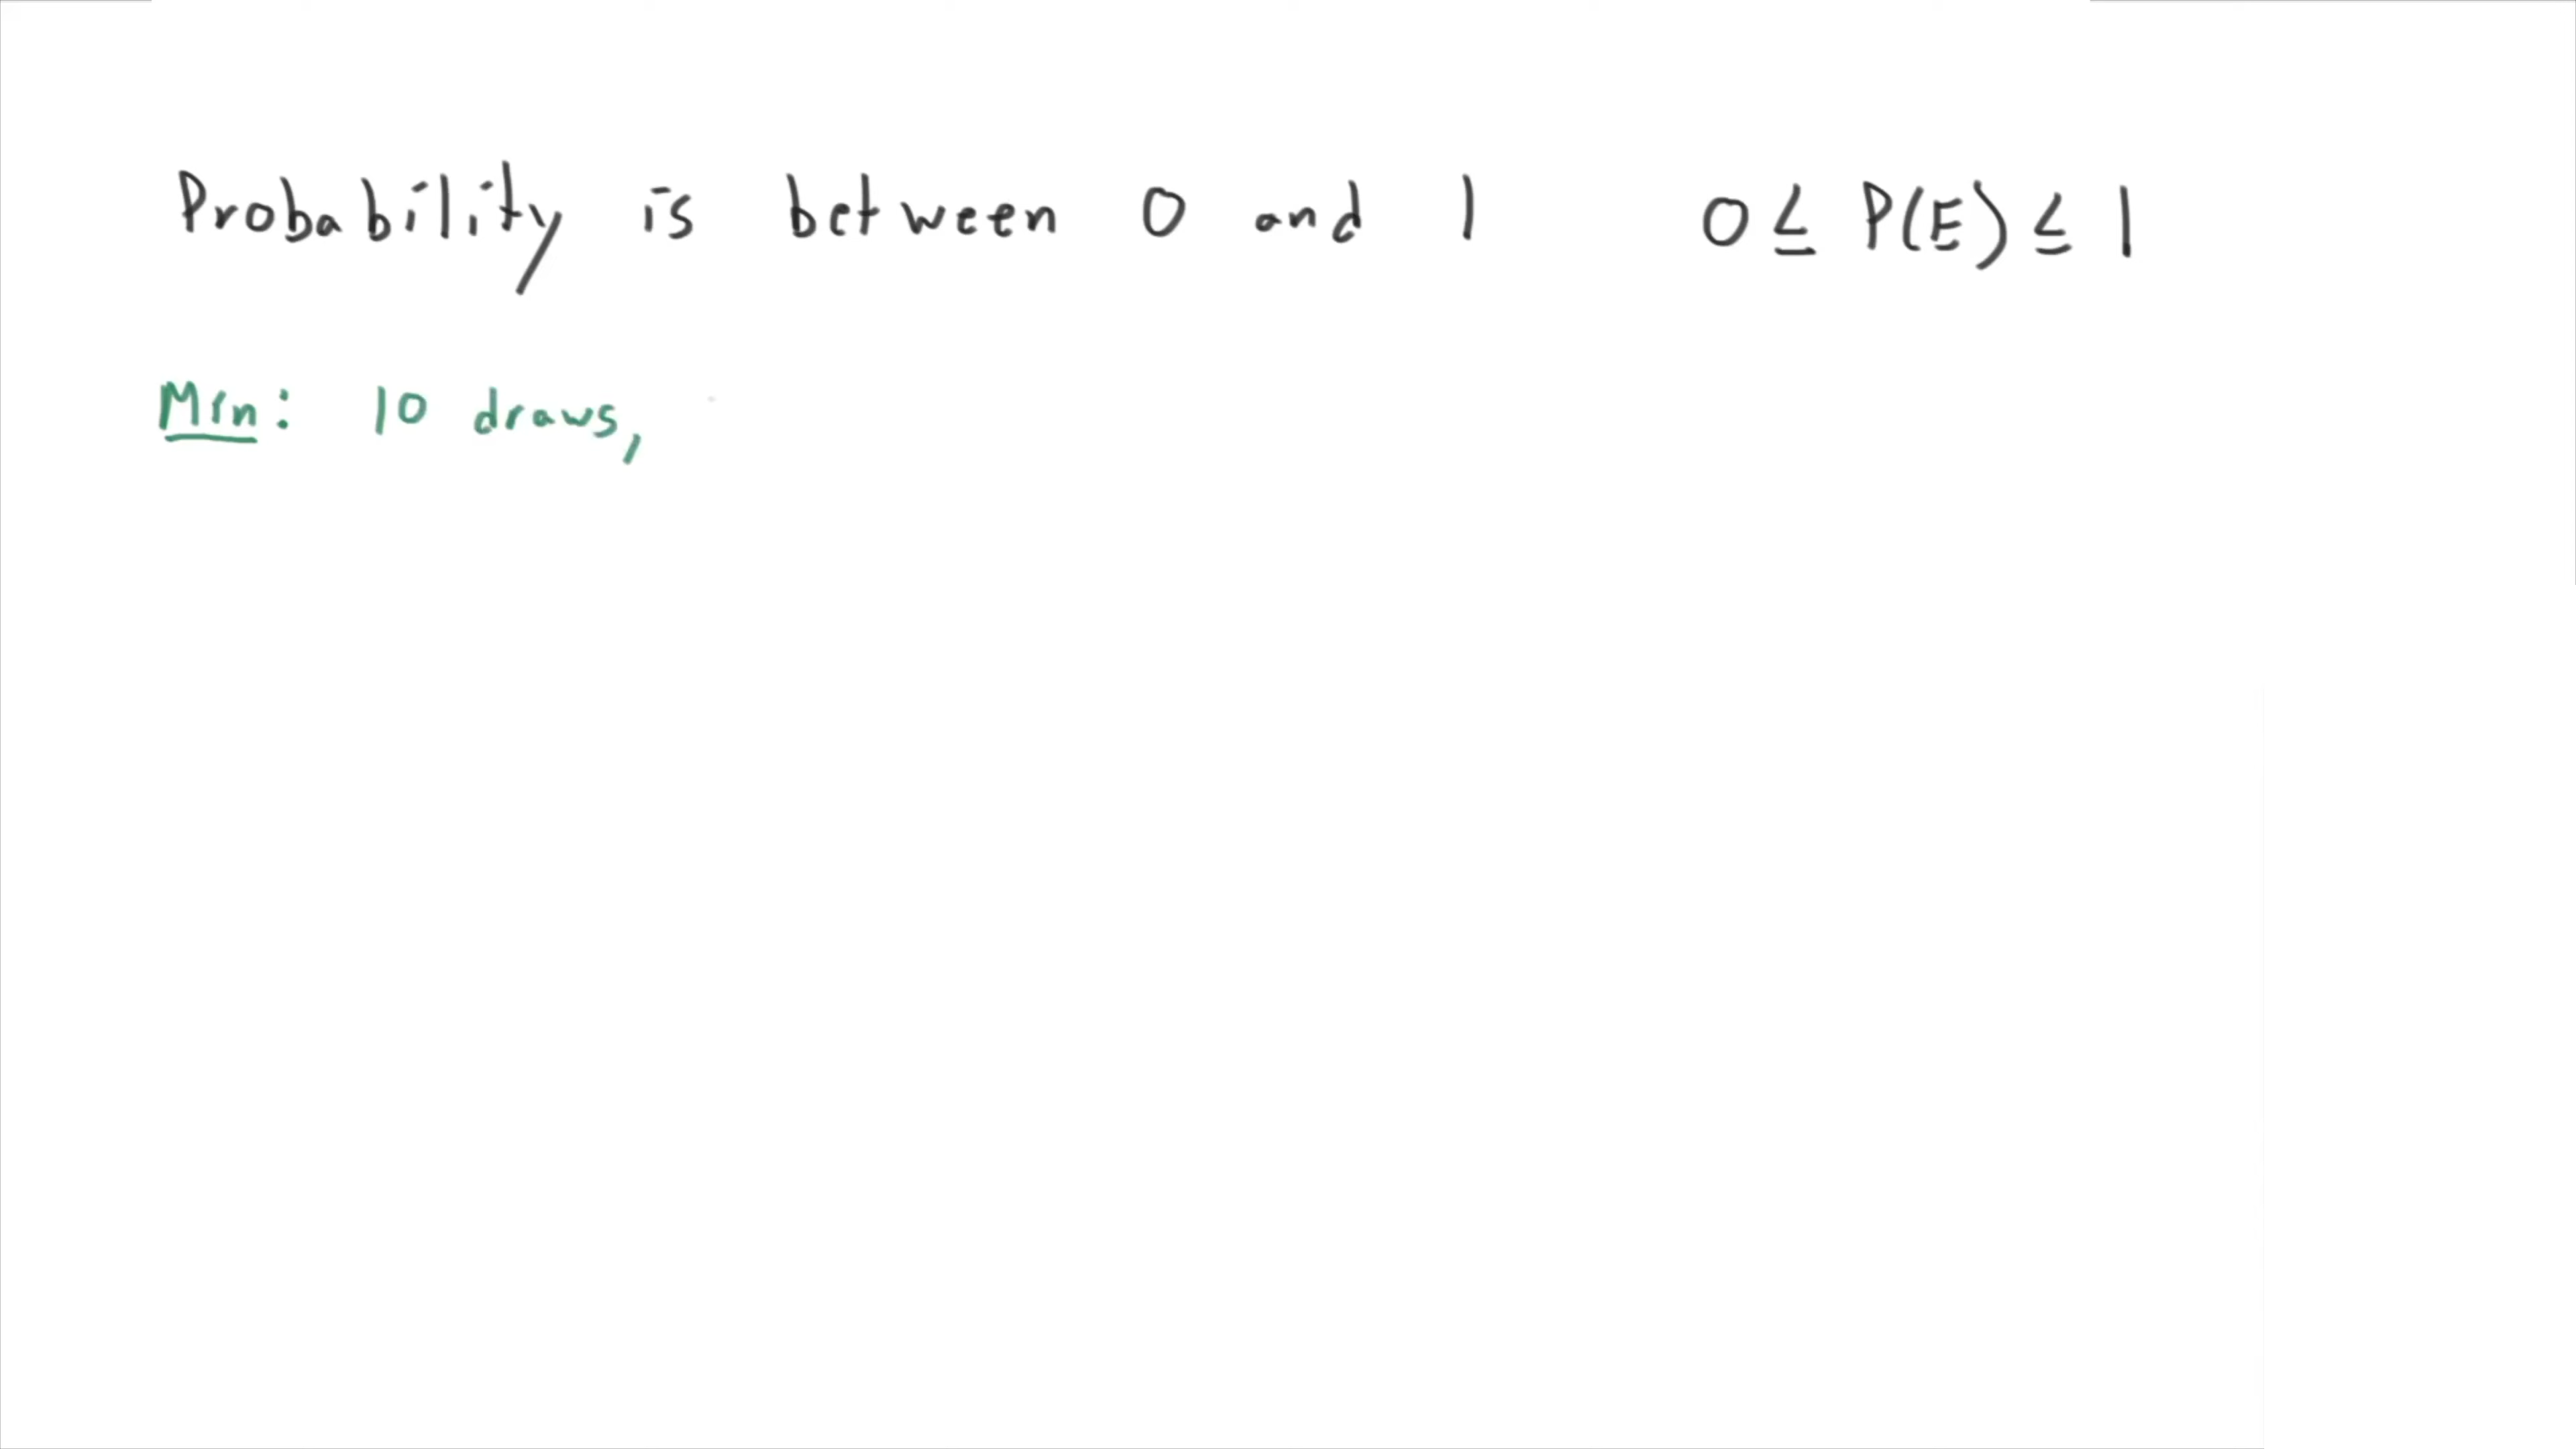 Probability is between 0 and 1 0 ≤ P(E) ≤ 1
Min: 10 draws,